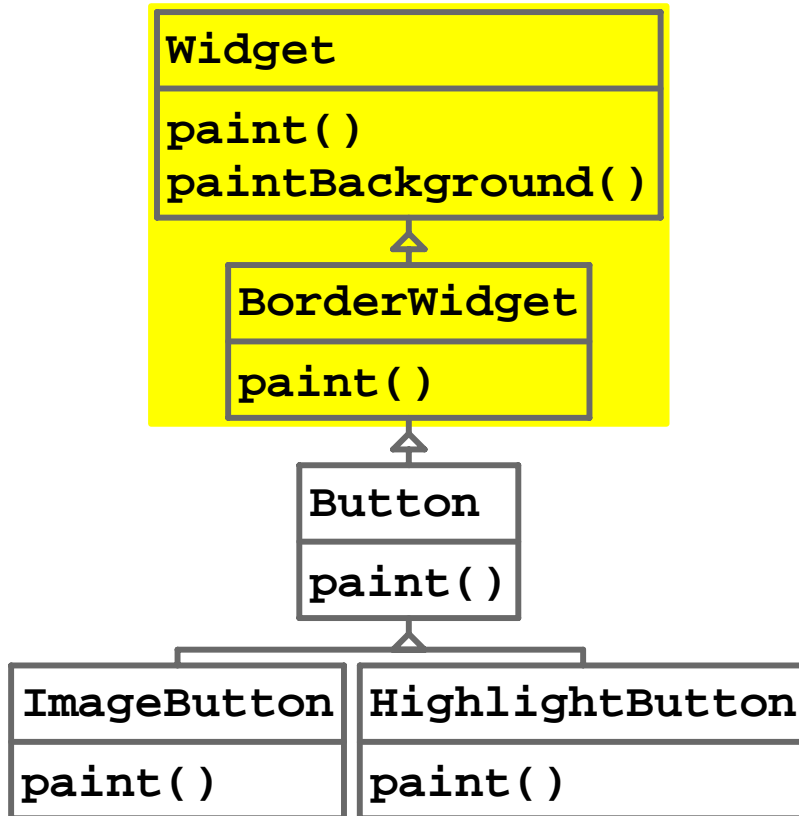 Widget
paint()
paintBackground()
BorderWidget
paint()
Button
paint()
ImageButton
paint()
HighlightButton
paint()